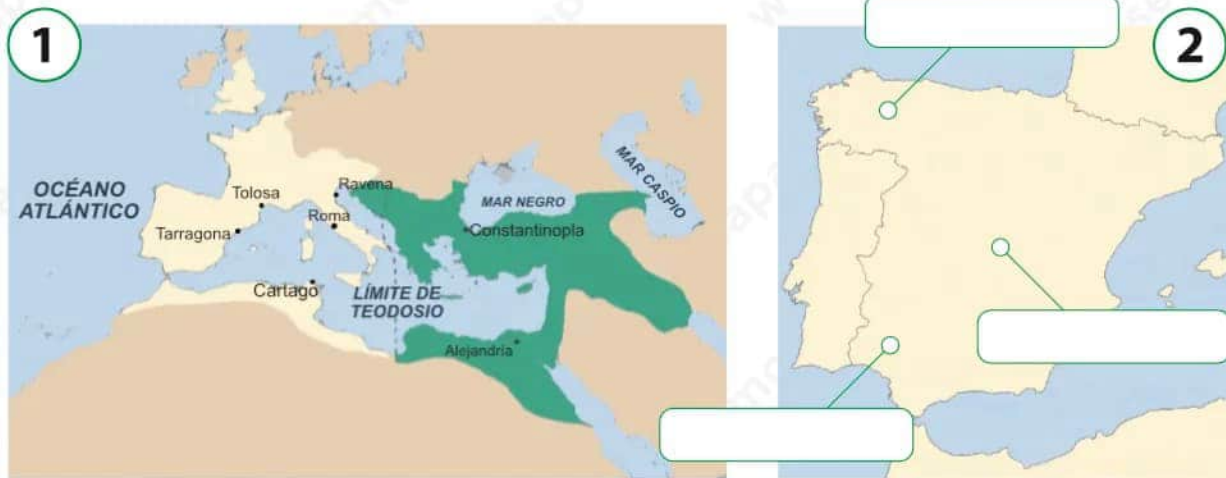 1
OCÉANO
ATLÁNTICO
Tolosa
Ravena
MAR NEGRO
MAR CASPIO
Tarragona
Roma
Constantinopla
Cartago
LÍMITE DE
TEODOSIO
Alejandría
2